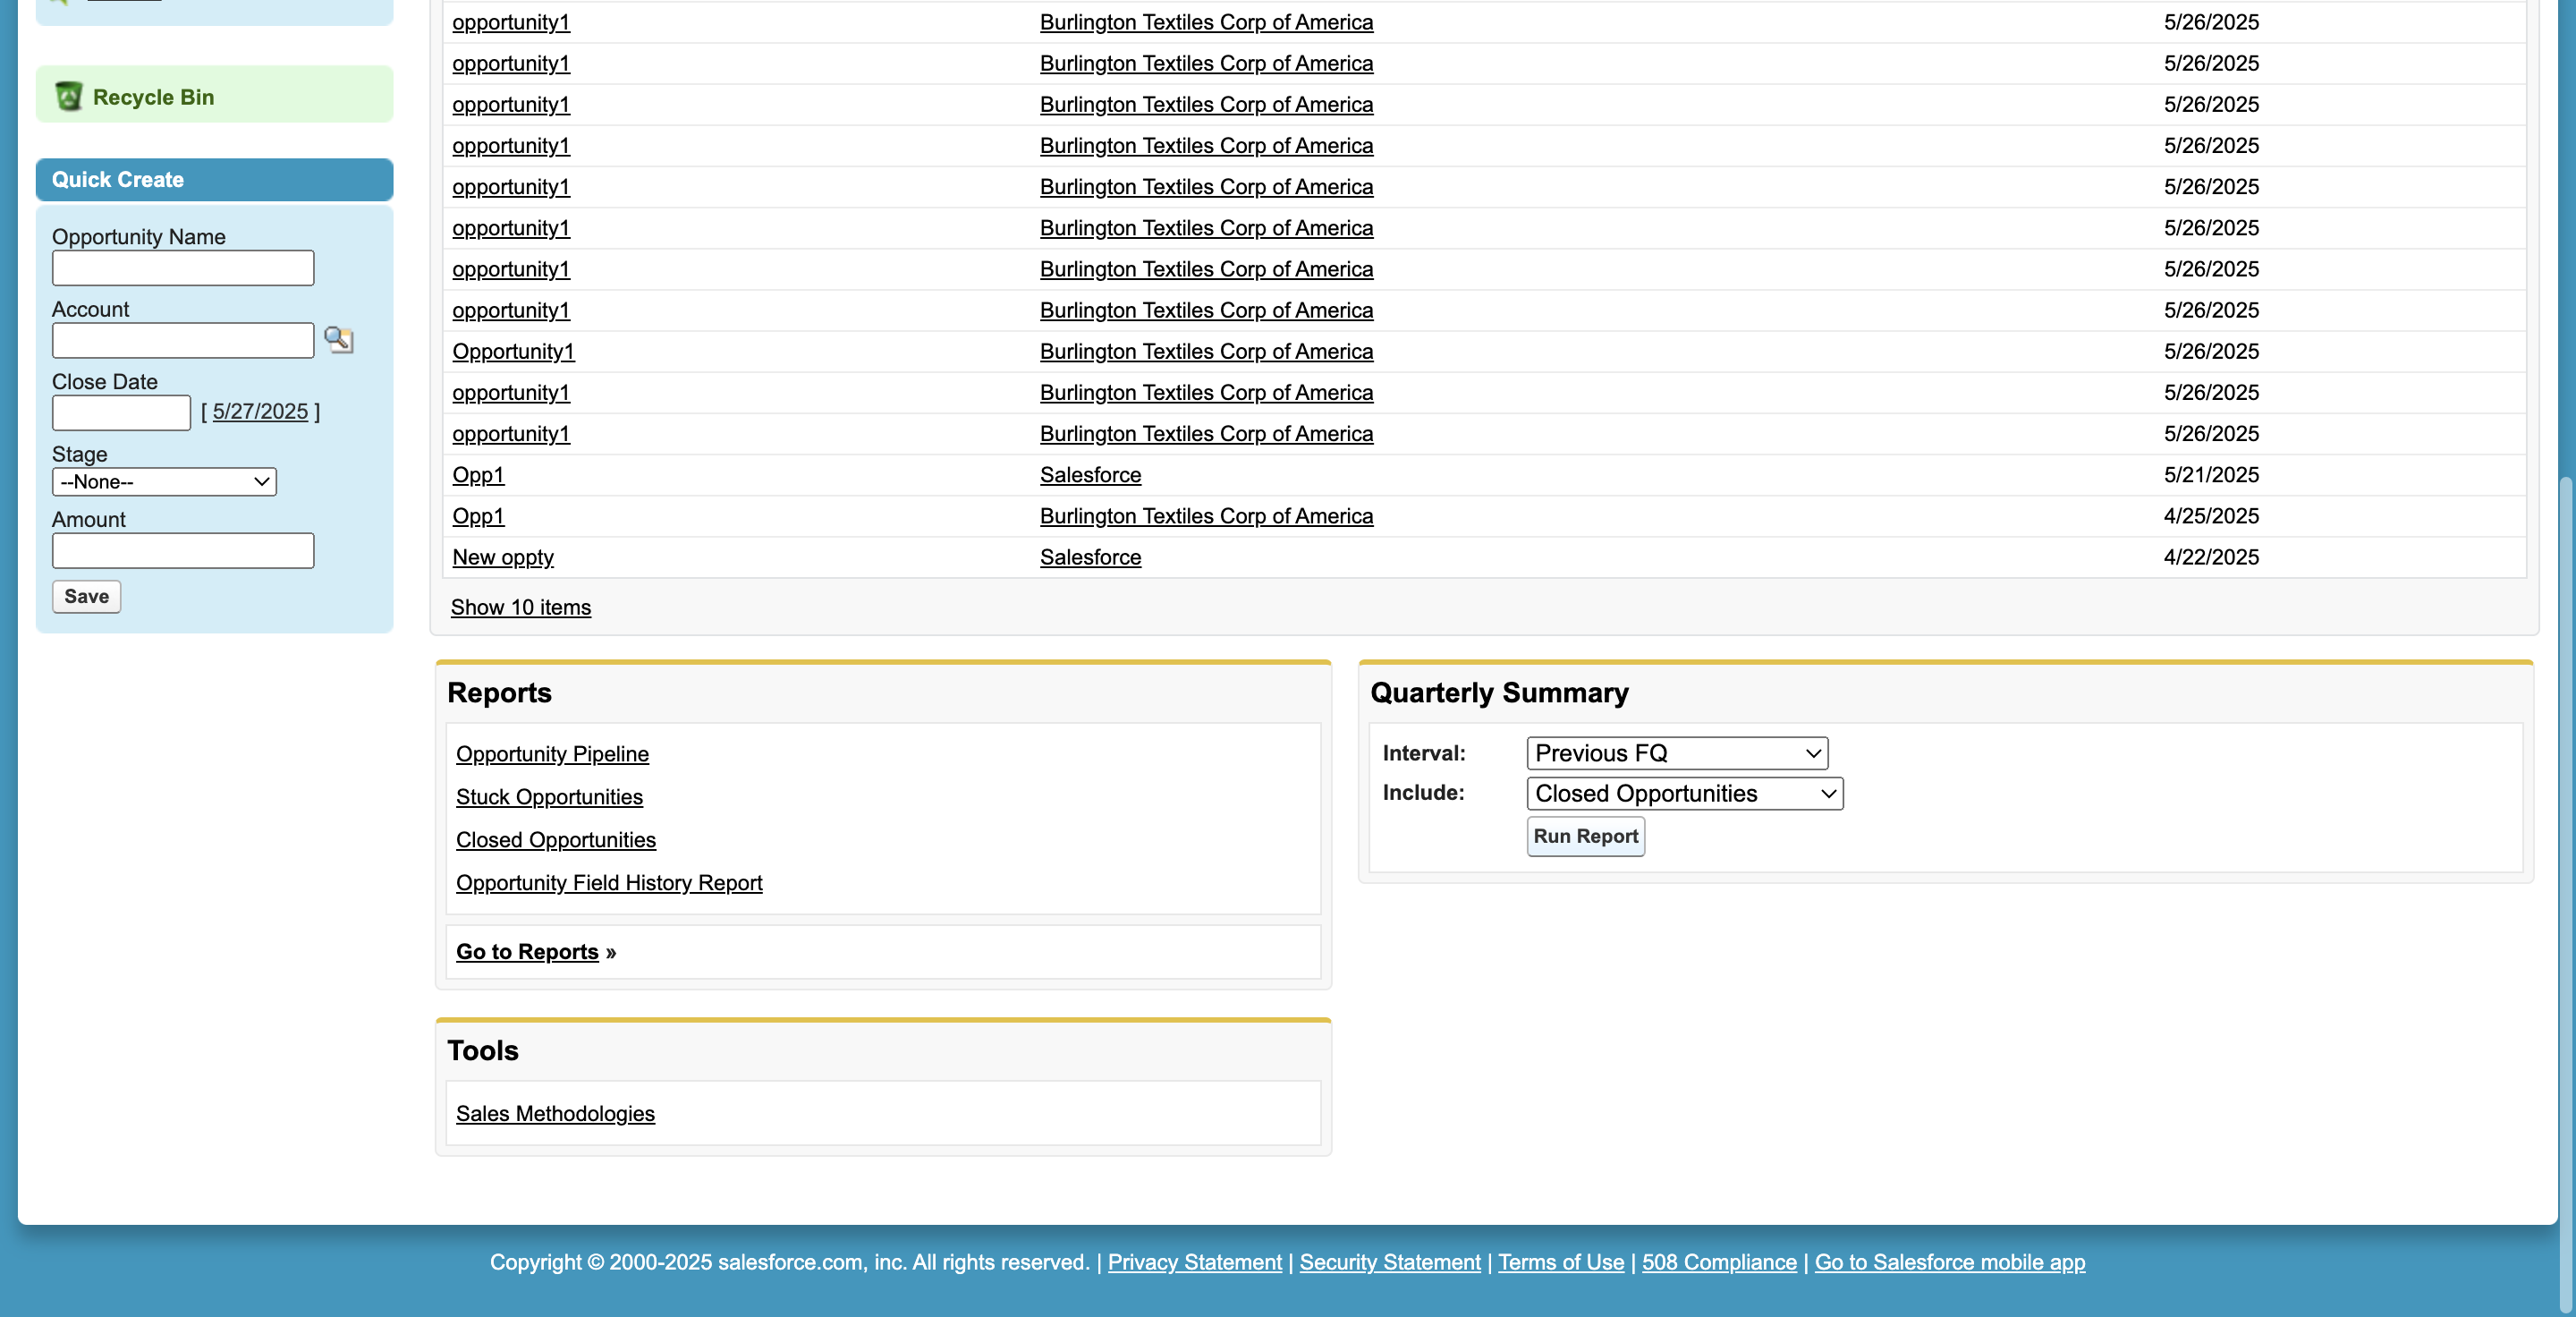 Recycle Bin
Quick Create
Opportunity Name
Account
Close Date
[ 5/27/2025 ]
Stage
--None--
Amount
Save
opportunity1 Burlington Textiles Corp of America 5/26/2025
opportunity1 Burlington Textiles Corp of America 5/26/2025
opportunity1 Burlington Textiles Corp of America 5/26/2025
opportunity1 Burlington Textiles Corp of America 5/26/2025
opportunity1 Burlington Textiles Corp of America 5/26/2025
opportunity1 Burlington Textiles Corp of America 5/26/2025
opportunity1 Burlington Textiles Corp of America 5/26/2025
opportunity1 Burlington Textiles Corp of America 5/26/2025
Opportunity1 Burlington Textiles Corp of America 5/26/2025
opportunity1 Burlington Textiles Corp of America 5/26/2025
opportunity1 Burlington Textiles Corp of America 5/26/2025
Opp1 Salesforce 5/21/2025
Opp1 Burlington Textiles Corp of America 4/25/2025
New oppty Salesforce 4/22/2025
Show 10 items
Reports
Opportunity Pipeline
Stuck Opportunities
Closed Opportunities
Opportunity Field History Report
Go to Reports »
Quarterly Summary
Interval: Previous FQ
Include: Closed Opportunities
Run Report
Tools
Sales Methodologies
Copyright © 2000-2025 salesforce.com, inc. All rights reserved. | Privacy Statement | Security Statement | Terms of Use | 508 Compliance | Go to Salesforce mobile app